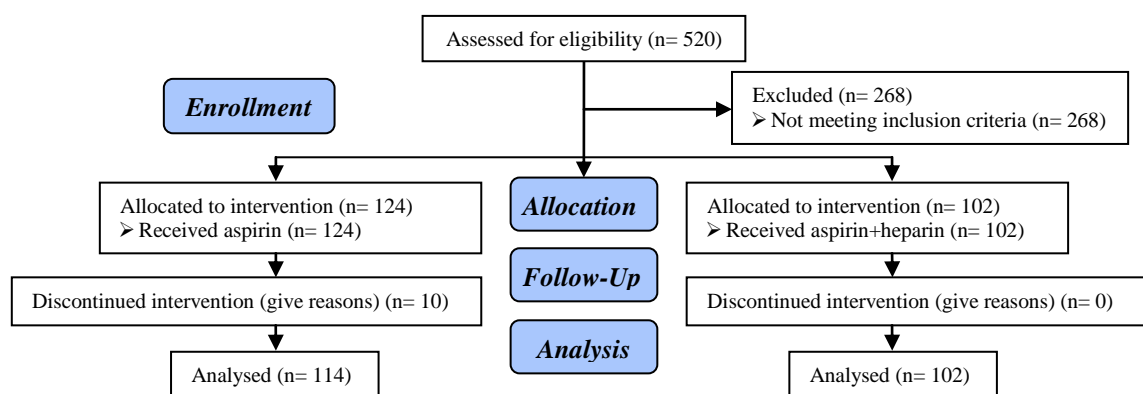 Assessed for eligibility (n= 520)
Enrollment
Excluded (n= 268)
➢ Not meeting inclusion criteria (n= 268)
Allocated to intervention (n= 124)
➢ Received aspirin (n= 124)
Allocation
Allocated to intervention (n= 102)
➢ Received aspirin+heparin (n= 102)
Discontinued intervention (give reasons) (n= 10)
Follow-Up
Discontinued intervention (give reasons) (n= 0)
Analysed (n= 114)
Analysis
Analysed (n= 102)